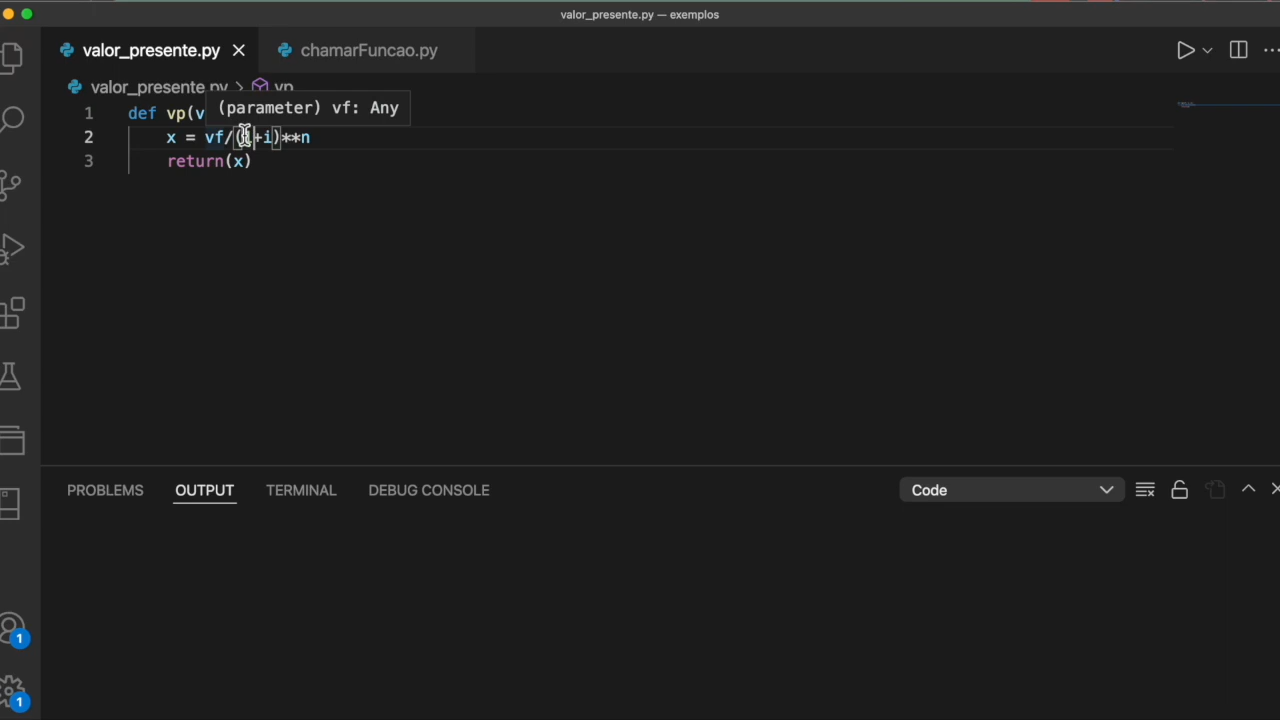 valor_presente.py — exemplos
valor_presente.py
chamarFuncao.py
valor_presente.py > vp
(parameter) vf: Any
1 def vp(v
2 x = vf/(1+i)**n
3 return(x)
PROBLEMS OUTPUT TERMINAL DEBUG CONSOLE
Code
1
1